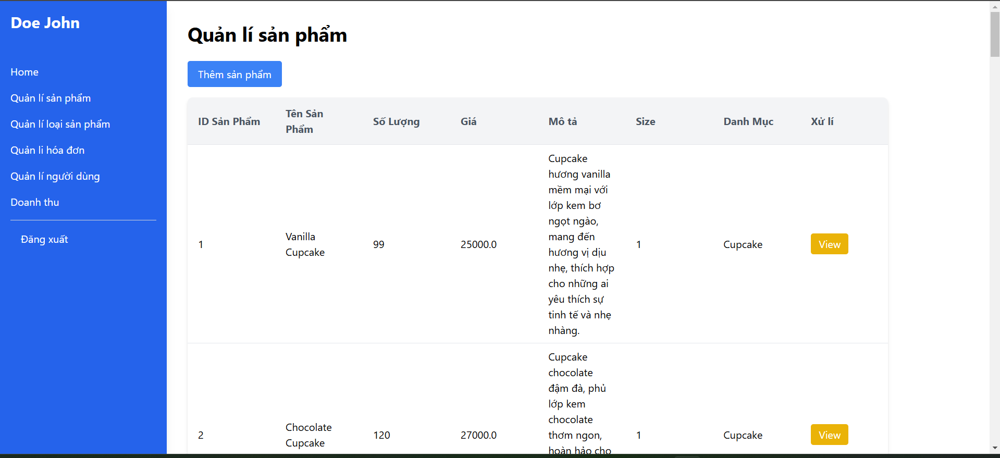 Doe John
Home
Quản lí sản phẩm
Quản lí loại sản phẩm
Quản li hóa đơn
Quản lí người dùng
Doanh thu
Đăng xuất
Quản lí sản phẩm
Thêm sản phẩm
ID Sản Phẩm
Tên Sản
Phẩm
Số Lượng
Giá
Mô tả
Size
Danh Mục
Xử lí
1
Vanilla
Cupcake
99
25000.0
Cupcake
hương vanilla
mềm mại với
lớp kem bơ
ngọt ngào,
mang đến
hương vị dịu
nhẹ, thích hợp
cho những ai
yêu thích sự
tinh tế và nhẹ
nhàng.
1
Cupcake
View
2
Chocolate
Cupcake
120
27000.0
Cupcake
chocolate
đậm đà, phủ
lớp kem
chocolate
thơm ngon,
hoàn hảo cho
1
Cupcake
View